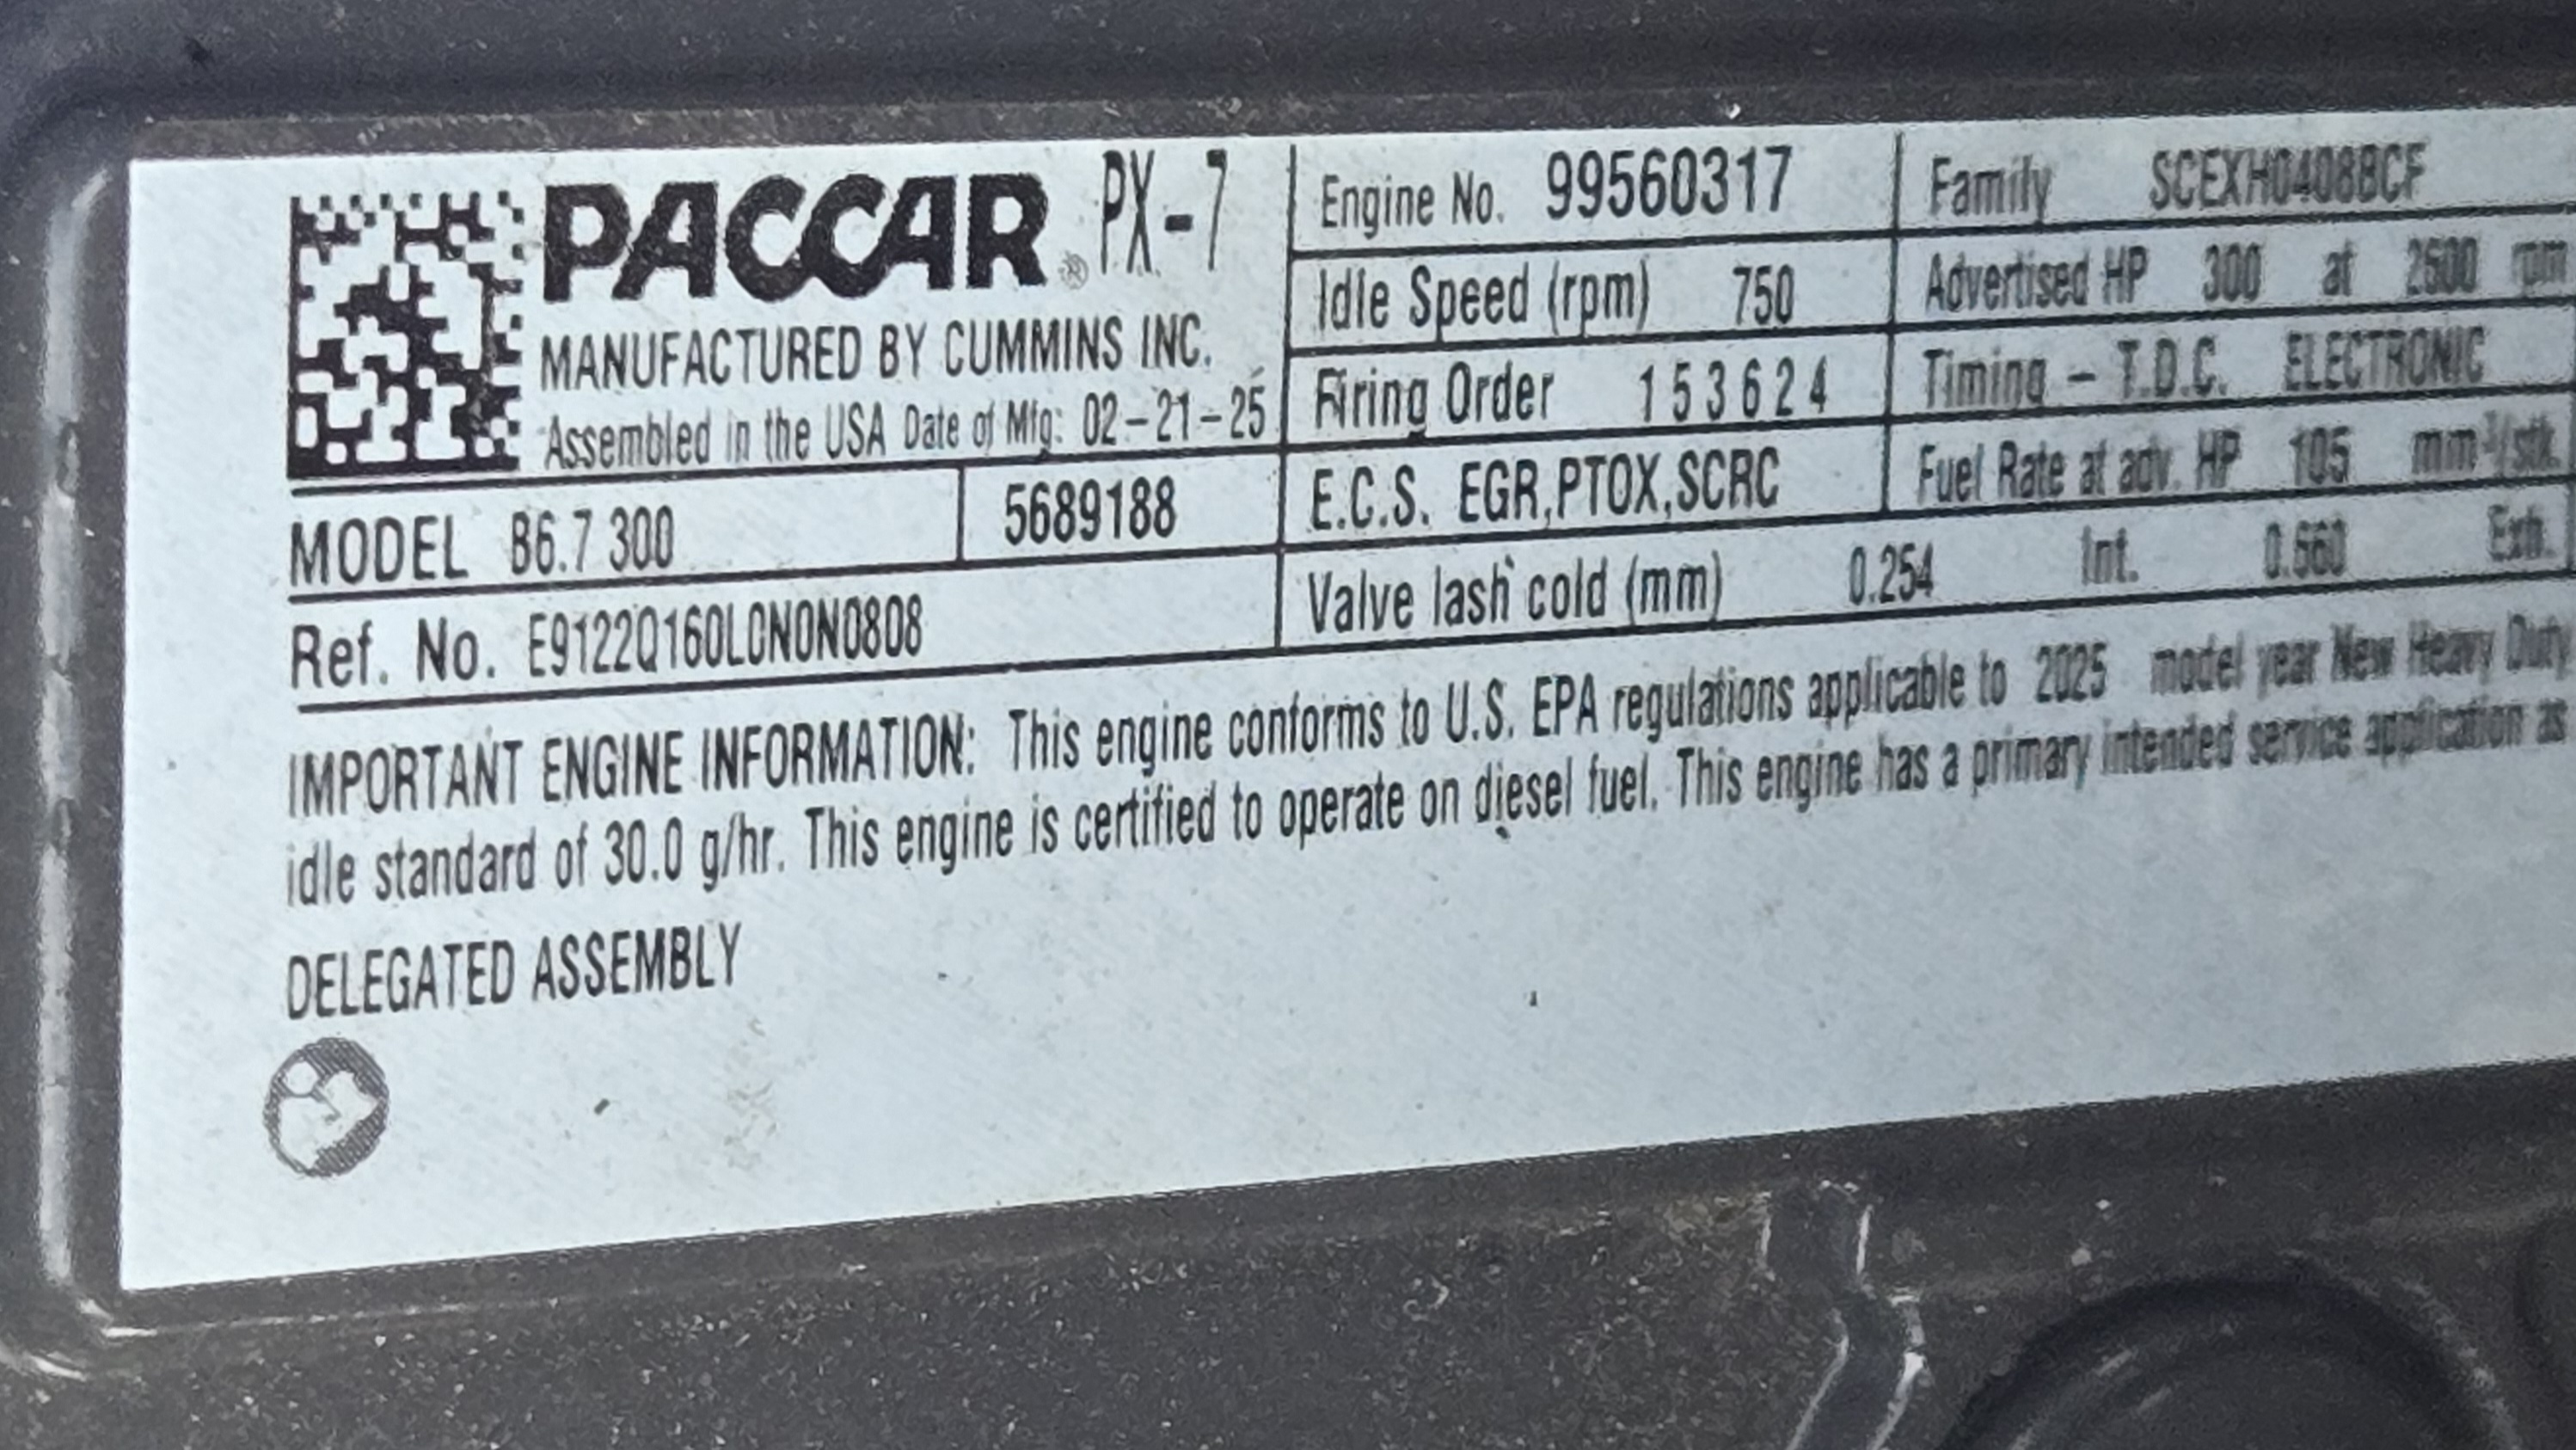 PACCAR® PX-7
MANUFACTURED BY CUMMINS INC.
Assembled in the USA Date of Mfg: 02-21-25
MODEL B6.7 300 5689188
Ref. No. E9122Q160L0N0N0808
Engine No. 99560317
Idle Speed (rpm) 750
Firing Order 1 5 3 6 2 4
E.C.S. EGR,PTOX,SCRC
Family SCEXH0408BCF
Advertised HP 300 at 2600 rpm
Timing – T.D.C. ELECTRONIC
Fuel Rate at adv. HP 105 mm³/stk.
Valve lash cold (mm) 0.254 Int. 0.660 Exh.
IMPORTANT ENGINE INFORMATION: This engine conforms to U.S. EPA regulations applicable to 2025 model year New Heavy Duty
idle standard of 30.0 g/hr. This engine is certified to operate on diesel fuel. This engine has a primary intended service application as
DELEGATED ASSEMBLY